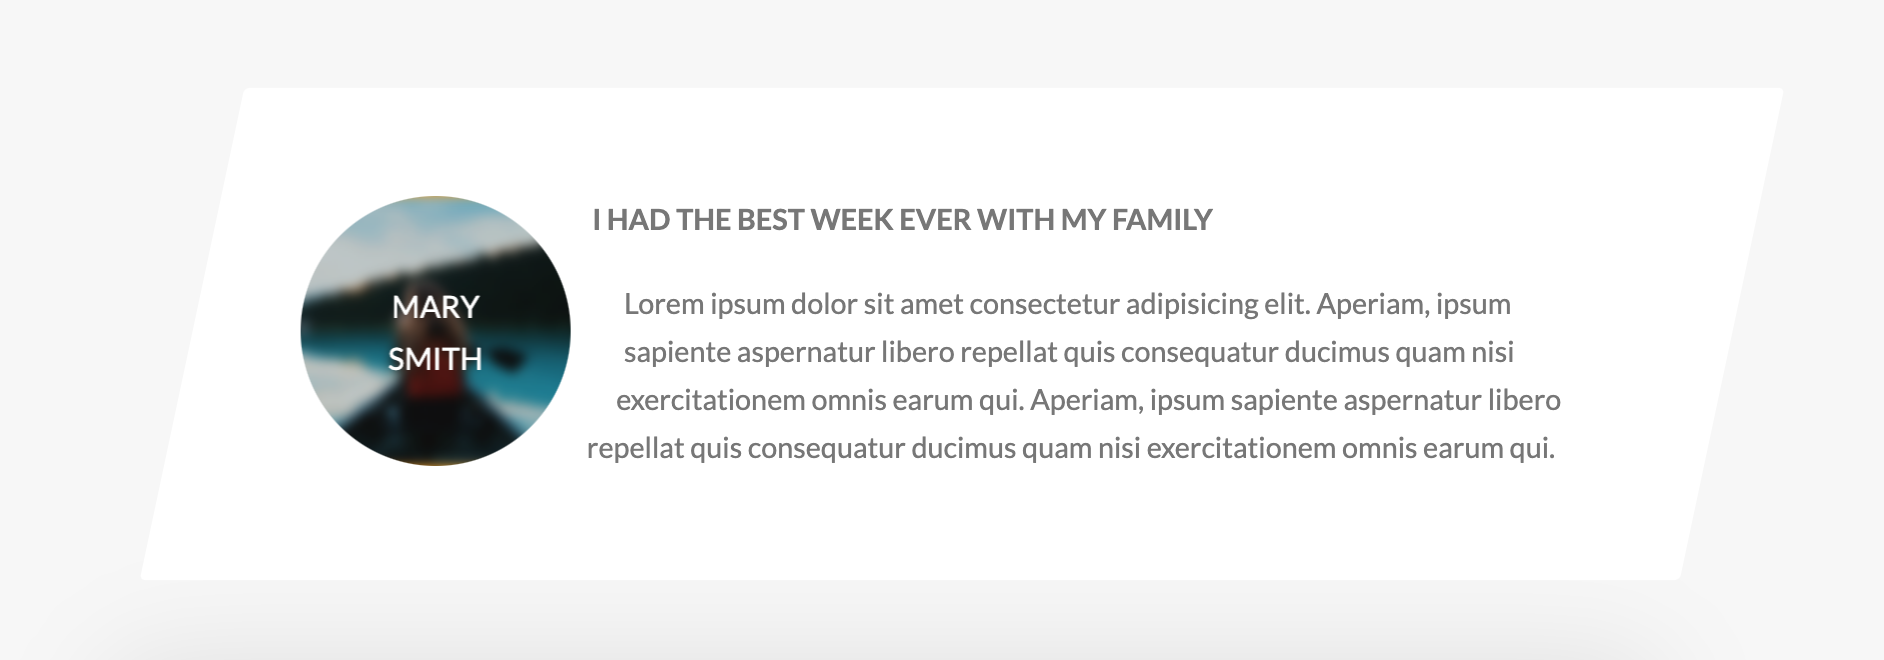 MARY
SMITH
I HAD THE BEST WEEK EVER WITH MY FAMILY
Lorem ipsum dolor sit amet consectetur adipisicing elit. Aperiam, ipsum
sapiente aspernatur libero repellat quis consequatur ducimus quam nisi
exercitationem omnis earum qui. Aperiam, ipsum sapiente aspernatur libero
repellat quis consequatur ducimus quam nisi exercitationem omnis earum qui.